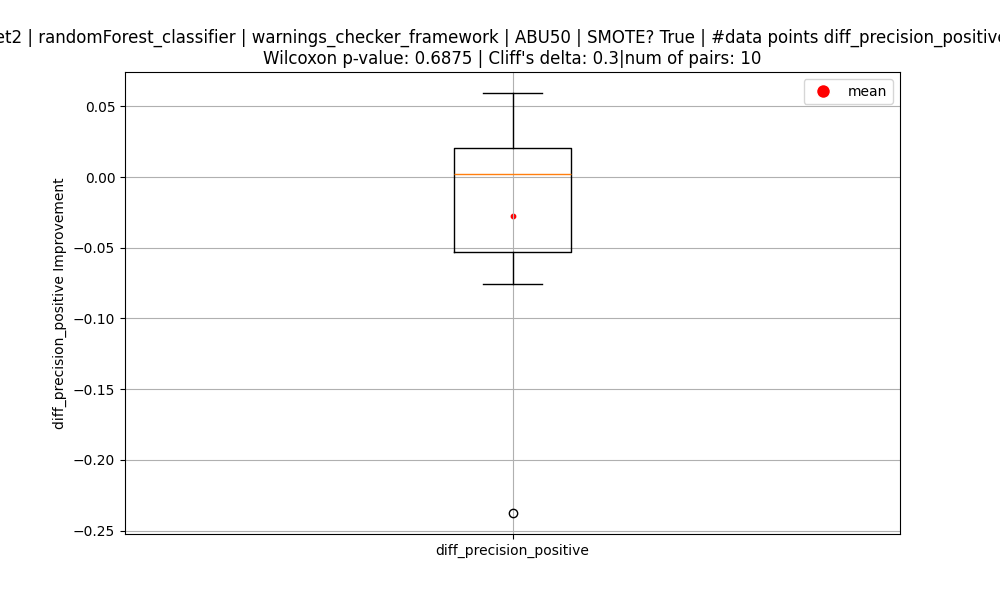 et2 | randomForest_classifier | warnings_checker_framework | ABU50 | SMOTE? True | #data points diff_precision_positive
Wilcoxon p-value: 0.6875 | Cliff's delta: 0.3|num of pairs: 10
mean
0.05
0.00
−0.05
−0.10
−0.15
−0.20
−0.25
diff_precision_positive Improvement
diff_precision_positive